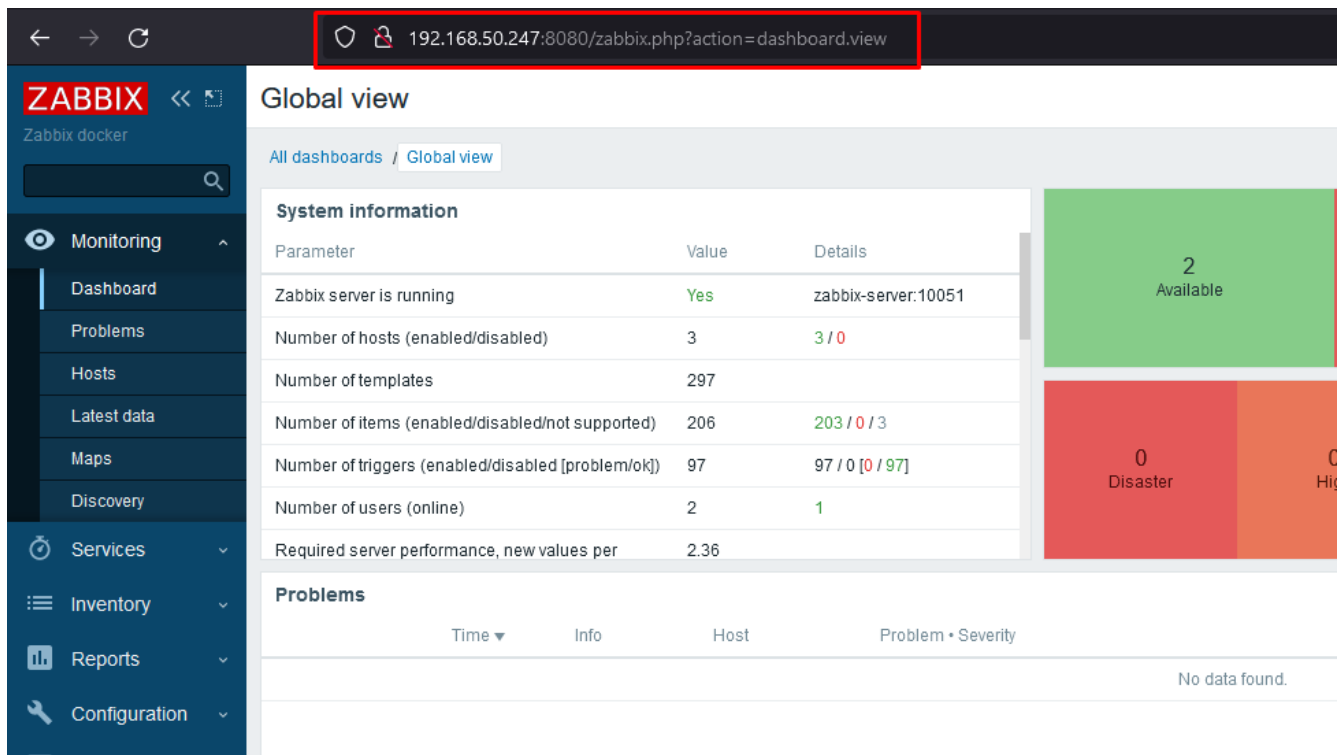 192.168.50.247:8080/zabbix.php?action=dashboard.view
ZABBIX
Zabbix docker
Monitoring
Dashboard
Problems
Hosts
Latest data
Maps
Discovery
Services
Inventory
Reports
Configuration
Global view
All dashboards / Global view
System information
Parameter Value Details
Zabbix server is running Yes zabbix-server:10051
Number of hosts (enabled/disabled) 3 3 / 0
Number of templates 297
Number of items (enabled/disabled/not supported) 206 203 / 0 / 3
Number of triggers (enabled/disabled [problem/ok]) 97 97 / 0 [0 / 97]
Number of users (online) 2 1
Required server performance, new values per 2.36
2
Available
0
Disaster
Problems
Time ▼ Info Host Problem • Severity
No data found.